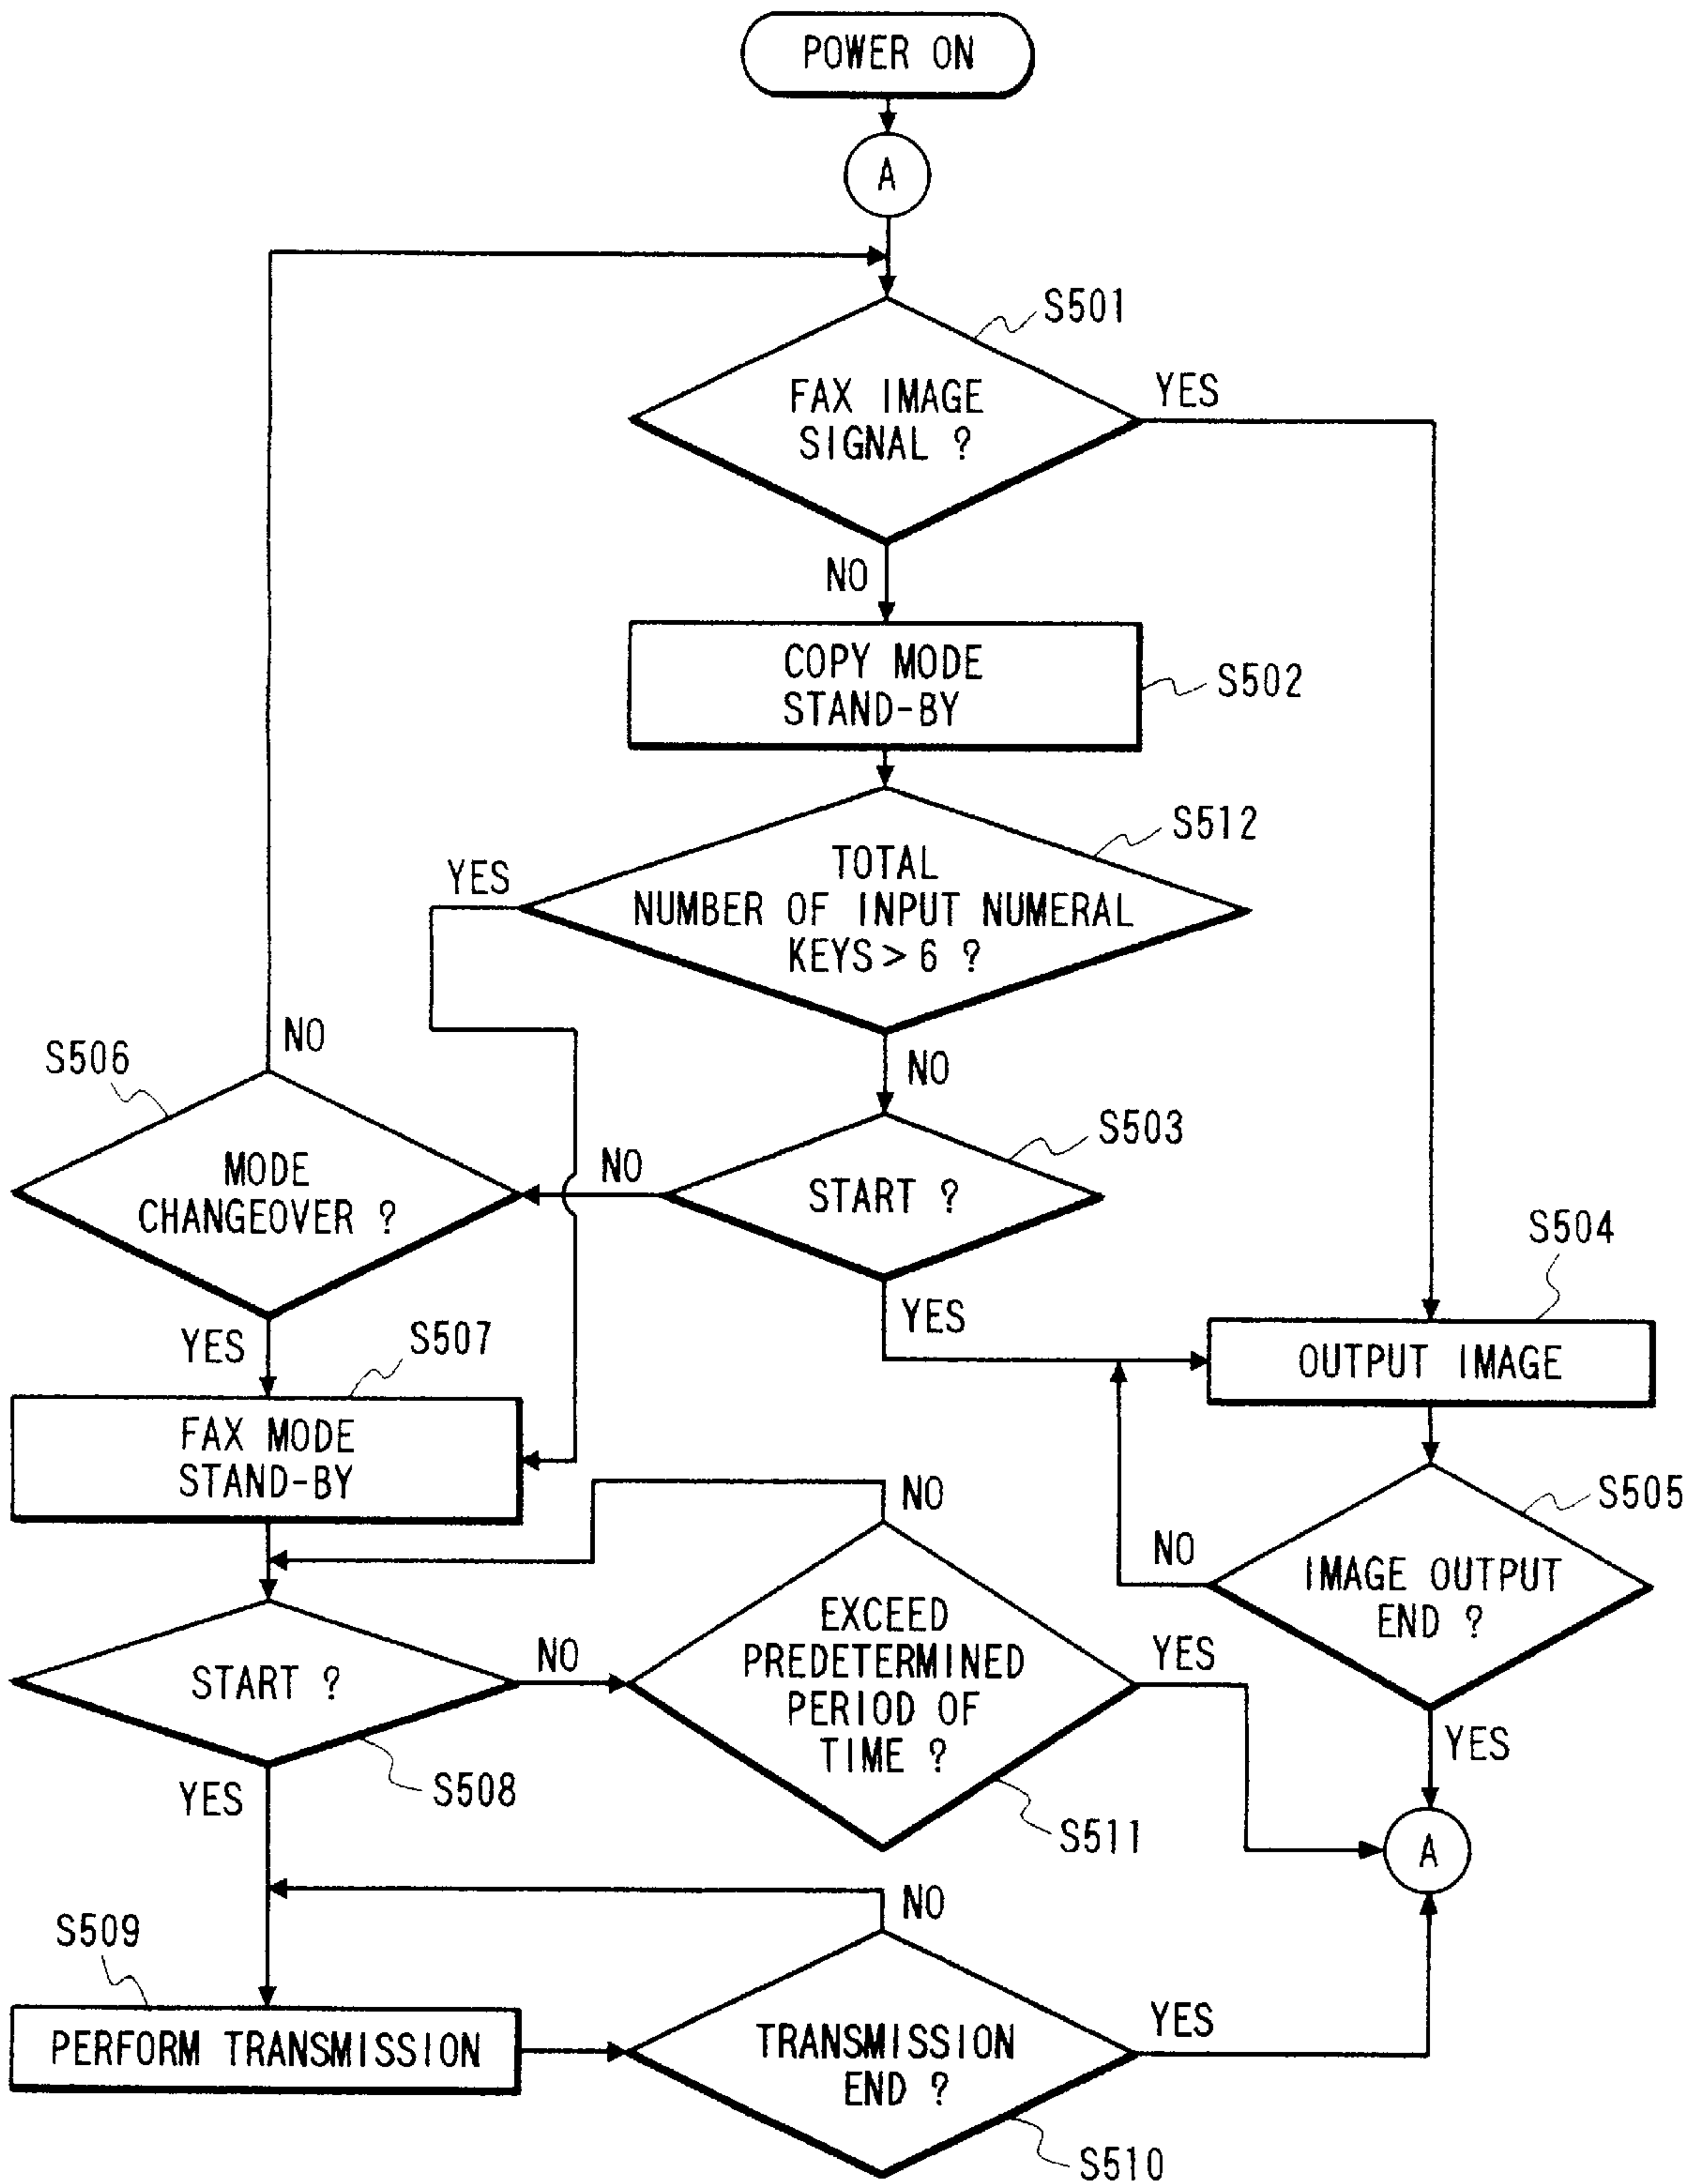 POWER ON
A
S501
FAX IMAGE
SIGNAL ?
YES
NO
COPY MODE
STAND-BY
S502
S512
TOTAL
NUMBER OF INPUT NUMERAL
KEYS > 6 ?
YES
NO
S506
NO
MODE
CHANGEOVER ?
NO
S503
START ?
YES
S504
OUTPUT IMAGE
YES
S507
FAX MODE
STAND-BY
NO
S505
NO
IMAGE OUTPUT
END ?
YES
START ?
NO
EXCEED
PREDETERMINED
PERIOD OF
TIME ?
YES
YES
S508
S511
A
NO
S509
PERFORM TRANSMISSION
TRANSMISSION
END ?
YES
S510